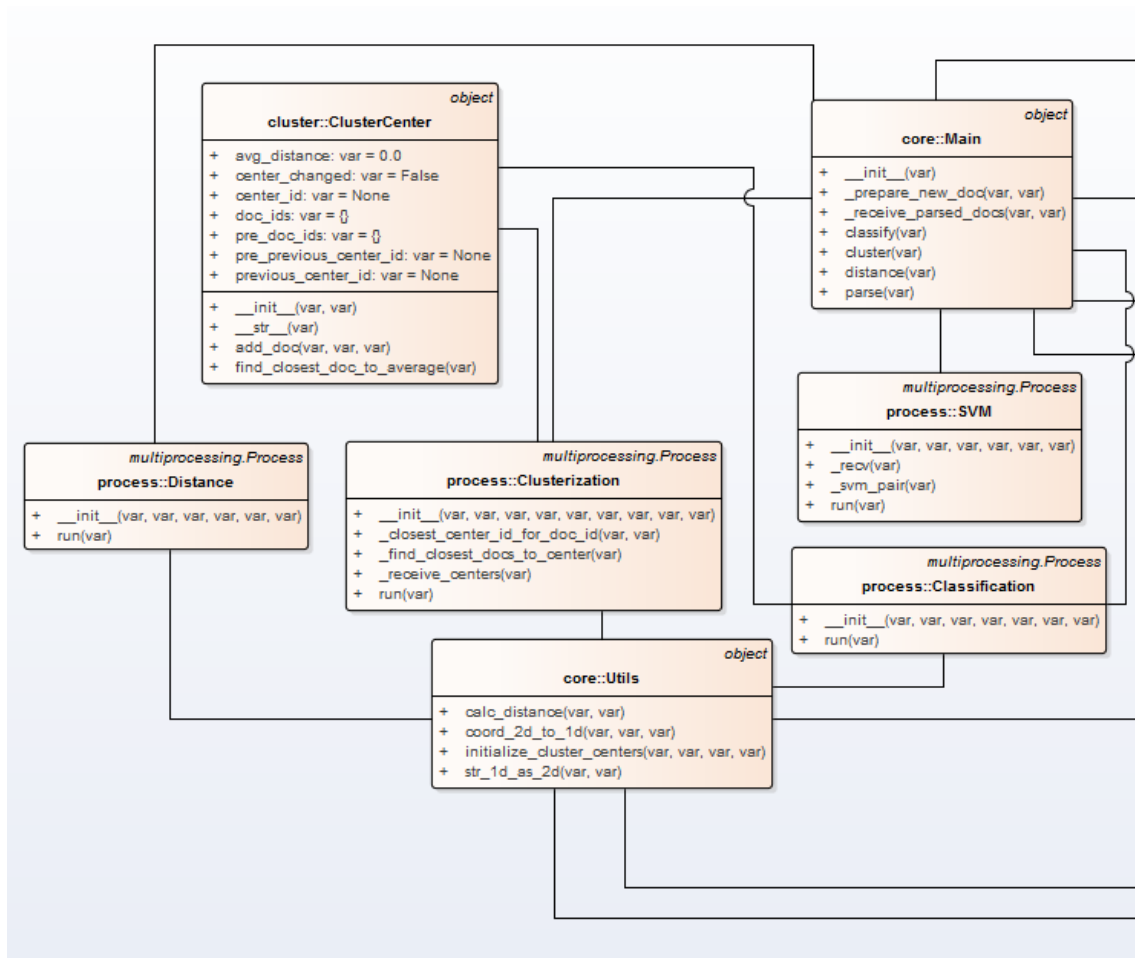 object
cluster::ClusterCenter
+ avg_distance: var = 0.0
+ center_changed: var = False
+ center_id: var = None
+ doc_ids: var = {}
+ pre_doc_ids: var = {}
+ pre_previous_center_id: var = None
+ previous_center_id: var = None
+ __init__(var, var)
+ __str__(var)
+ add_doc(var, var, var)
+ find_closest_doc_to_average(var)
object
core::Main
+ __init__(var)
+ _prepare_new_doc(var, var)
+ _receive_parsed_docs(var, var)
+ classify(var)
+ cluster(var)
+ distance(var)
+ parse(var)
multiprocessing.Process
process::SVM
+ __init__(var, var, var, var, var, var)
+ _recv(var)
+ _svm_pair(var)
+ run(var)
multiprocessing.Process
process::Distance
+ __init__(var, var, var, var, var, var)
+ run(var)
multiprocessing.Process
process::Clusterization
+ __init__(var, var, var, var, var, var, var, var, var)
+ _closest_center_id_for_doc_id(var, var)
+ _find_closest_docs_to_center(var)
+ _receive_centers(var)
+ run(var)
multiprocessing.Process
process::Classification
+ __init__(var, var, var, var, var, var, var)
+ run(var)
object
core::Utils
+ calc_distance(var, var)
+ coord_2d_to_1d(var, var, var)
+ initialize_cluster_centers(var, var, var, var)
+ str_1d_as_2d(var, var)